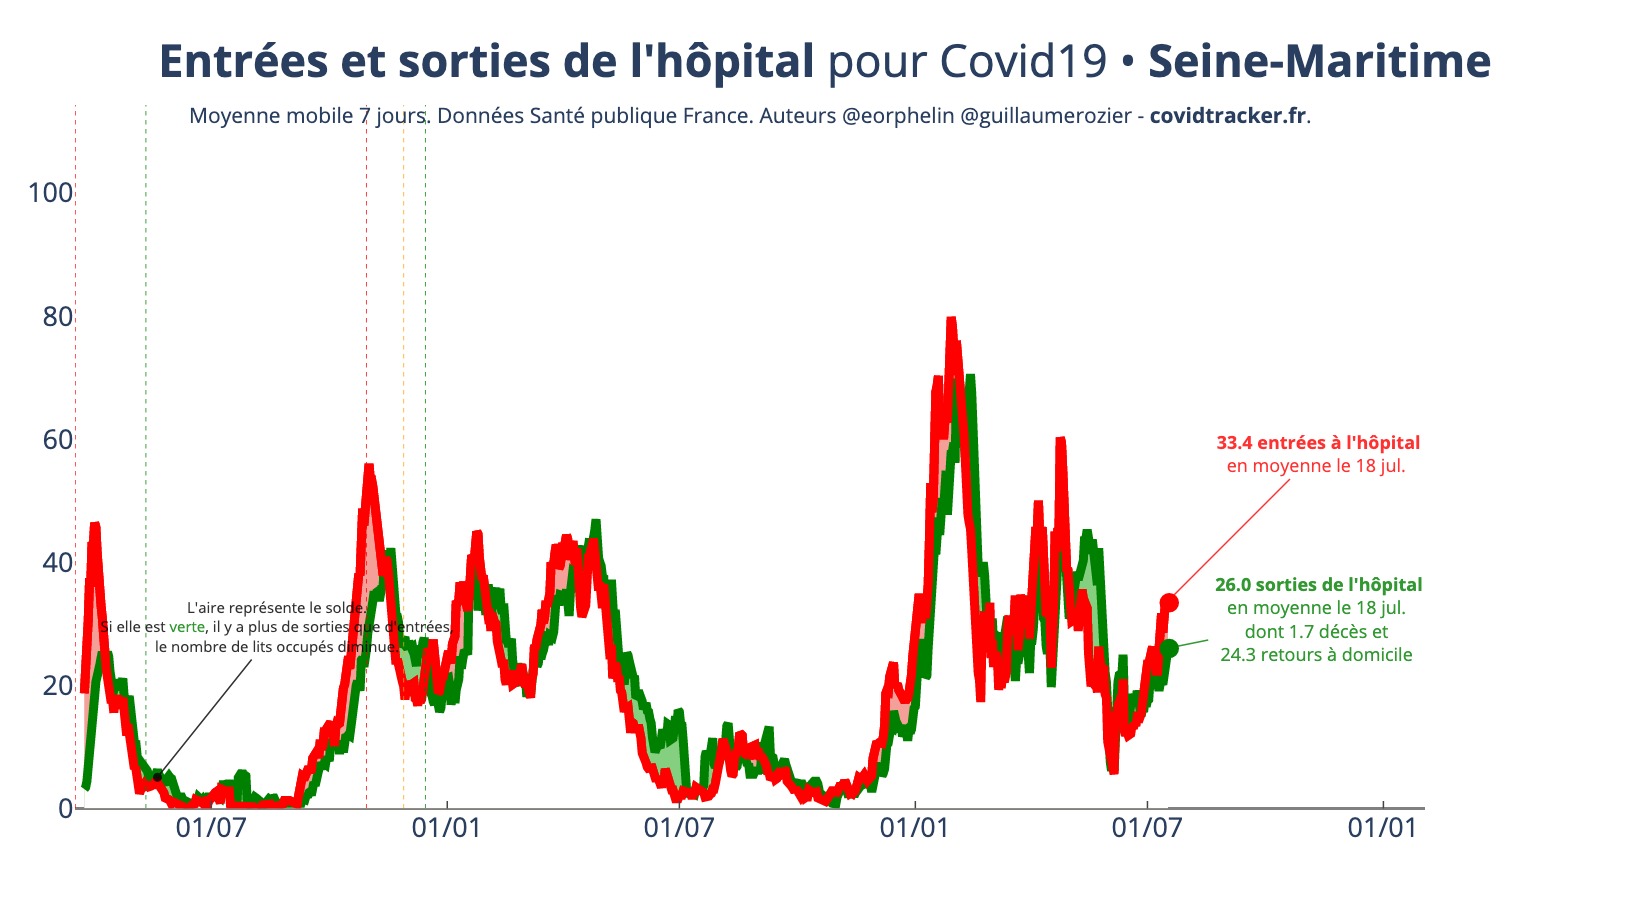 Entrées et sorties de l'hôpital pour Covid19 • Seine-Maritime
Moyenne mobile 7 jours. Données Santé publique France. Auteurs @eorphelin @guillaumerozier - covidtracker.fr.
100
80
60
40
20
0
33.4 entrées à l'hôpital
en moyenne le 18 jul.
26.0 sorties de l'hôpital
en moyenne le 18 jul.
dont 1.7 décès et
24.3 retours à domicile
L'aire représente le solde.
Si elle est verte, il y a plus de sorties que d'entrées,
le nombre de lits occupés diminue.
01/07 01/01 01/07 01/01 01/07 01/01